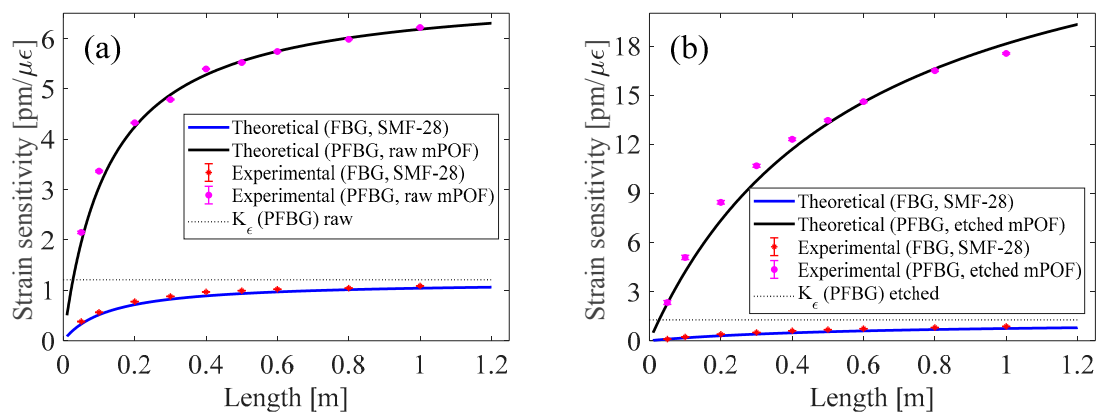 (a)
Strain sensitivity [pm/με]
6
5
4
3
2
1
0
0 0.2 0.4 0.6 0.8 1 1.2
Length [m]
Theoretical (FBG, SMF-28)
Theoretical (PFBG, raw mPOF)
Experimental (FBG, SMF-28)
Experimental (PFBG, raw mPOF)
Kϵ (PFBG) raw
(b)
Strain sensitivity [pm/με]
18
15
12
9
6
3
0
0 0.2 0.4 0.6 0.8 1 1.2
Length [m]
Theoretical (FBG, SMF-28)
Theoretical (PFBG, etched mPOF)
Experimental (FBG, SMF-28)
Experimental (PFBG, etched mPOF)
Kϵ (PFBG) etched